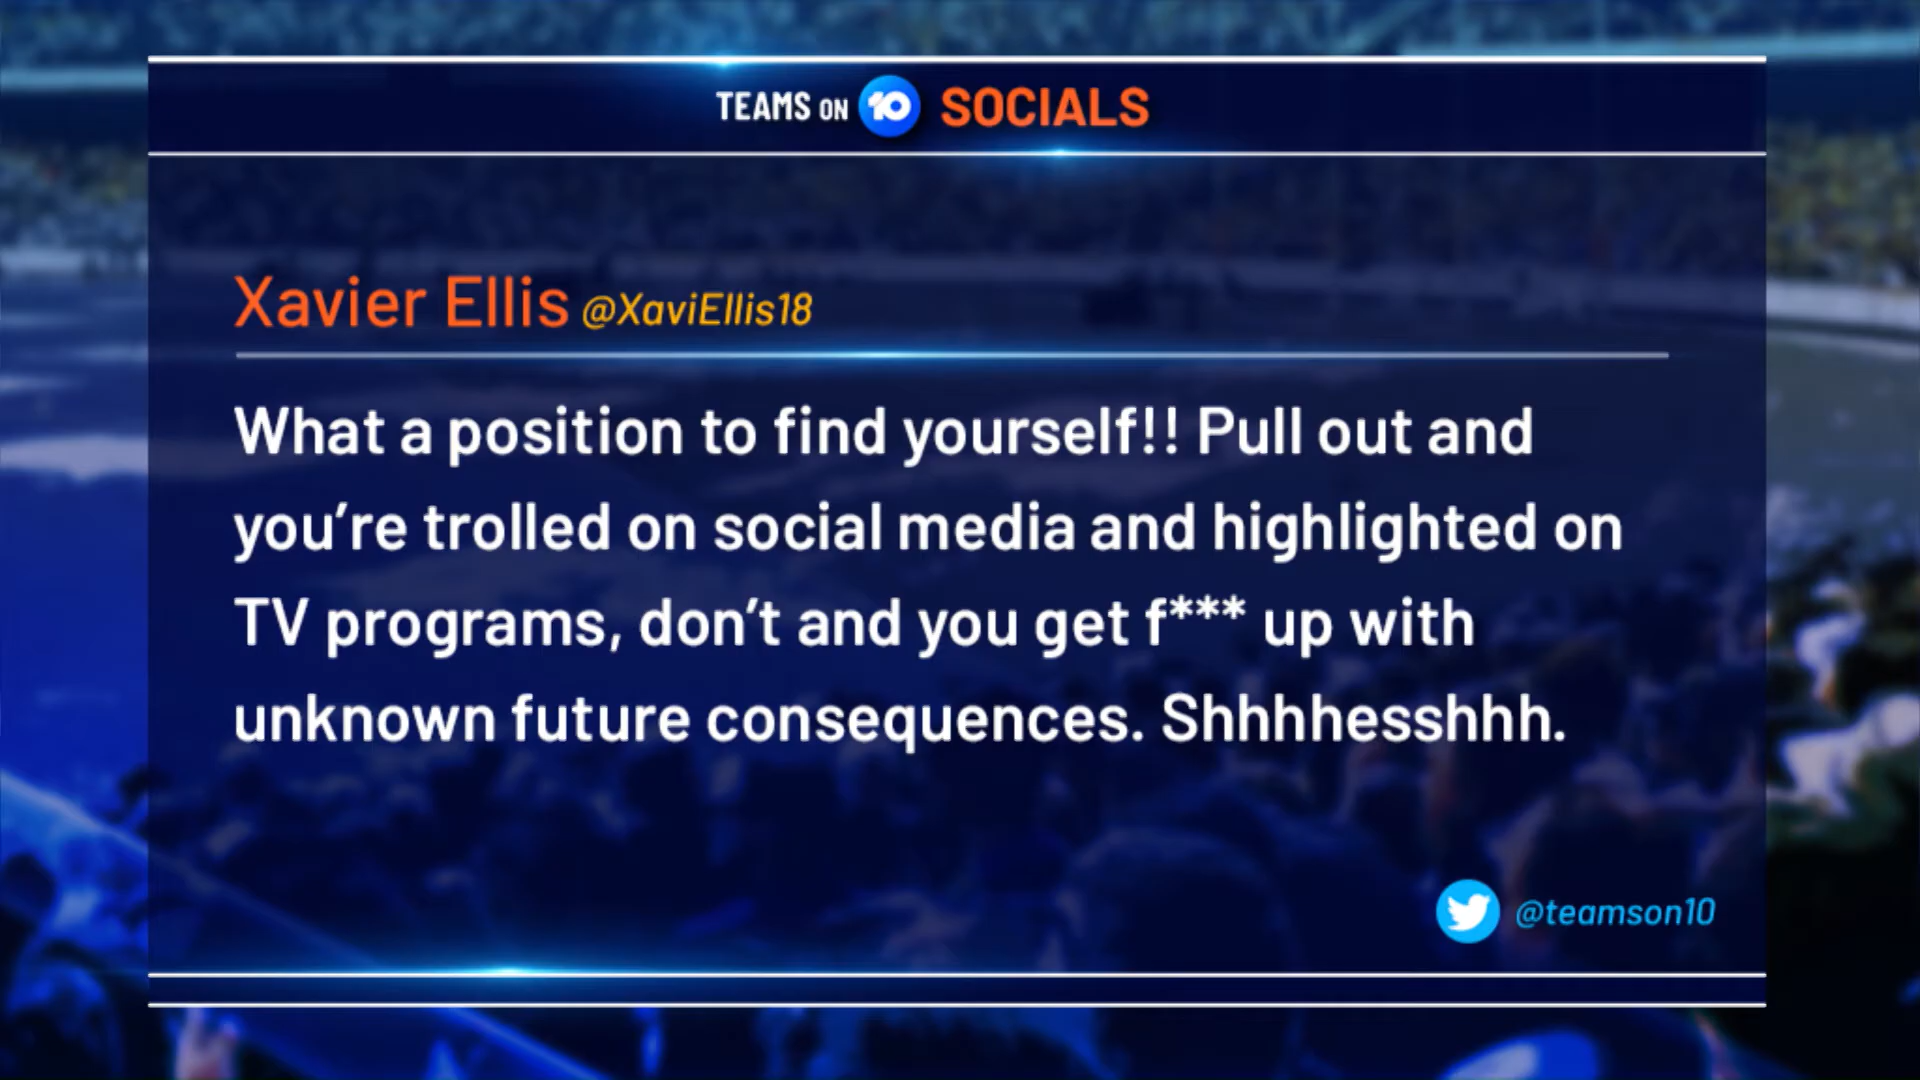 TEAMS ON 10 SOCIALS
Xavier Ellis @XaviEllis18
What a position to find yourself!! Pull out and
you’re trolled on social media and highlighted on
TV programs, don’t and you get f*** up with
unknown future consequences. Shhhhesshhh.
@teamson10